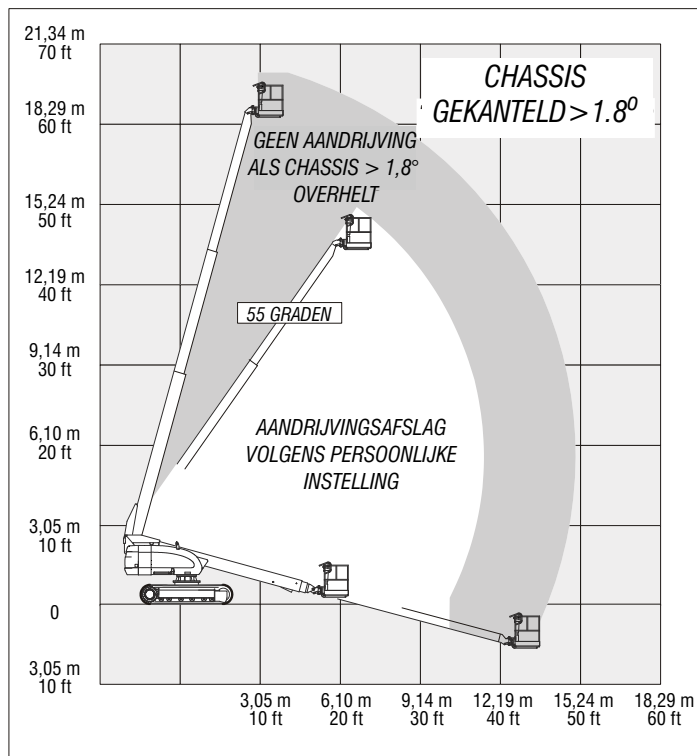 21,34 m
70 ft
18,29 m
60 ft
15,24 m
50 ft
12,19 m
40 ft
9,14 m
30 ft
6,10 m
20 ft
3,05 m
10 ft
0
3,05 m
10 ft
CHASSIS
GEKANTELD > 1.8⁰
GEEN AANDRIJVING
ALS CHASSIS > 1,8°
OVERHELT
55 GRADEN
AANDRIJVINGSAFSLAG
VOLGENS PERSOONLIJKE
INSTELLING
3,05 m 6,10 m 9,14 m 12,19 m 15,24 m 18,29 m
10 ft 20 ft 30 ft 40 ft 50 ft 60 ft